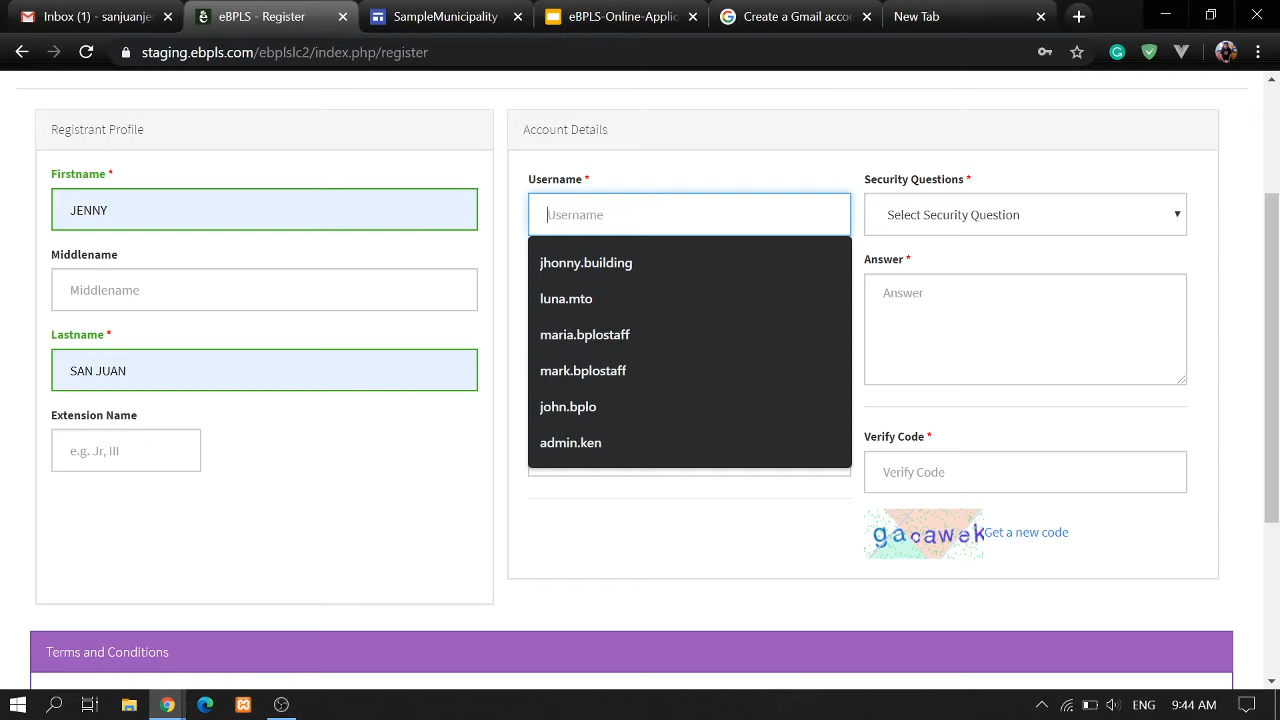 Inbox (1) - sanjuanjer
eBPLS - Register
SampleMunicipality
eBPLS-Online-Applic
Create a Gmail accou
New Tab
staging.ebpls.com/ebplslc2/index.php/register
Registrant Profile
Firstname *
JENNY
Middlename
Middlename
Lastname *
SAN JUAN
Extension Name
e.g. Jr, III
Account Details
Username *
Username
jhonny.building
luna.mto
maria.bplostaff
mark.bplostaff
john.bplo
admin.ken
Security Questions *
Select Security Question
Answer *
Answer
Verify Code *
Verify Code
gacawek
Get a new code
Terms and Conditions
ENG
9:44 AM